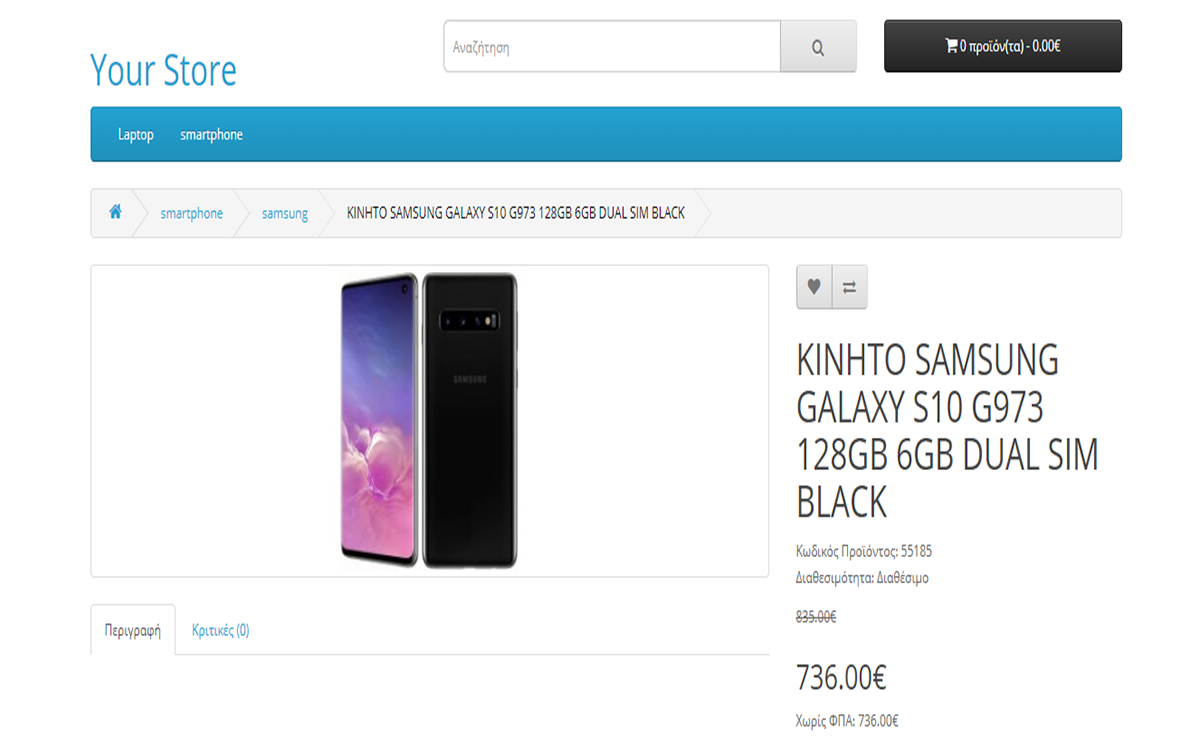 Your Store
Αναζήτηση
0 προϊόν(τα) - 0.00€
Laptop smartphone
smartphone samsung ΚΙΝΗΤΟ SAMSUNG GALAXY S10 G973 128GB 6GB DUAL SIM BLACK
SAMSUNG
ΚΙΝΗΤΟ SAMSUNG
GALAXY S10 G973
128GB 6GB DUAL SIM
BLACK
Κωδικός Προϊόντος: 55185
Διαθεσιμότητα: Διαθέσιμο
835.00€
736.00€
Χωρίς ΦΠΑ: 736.00€
Περιγραφή Κριτικές (0)